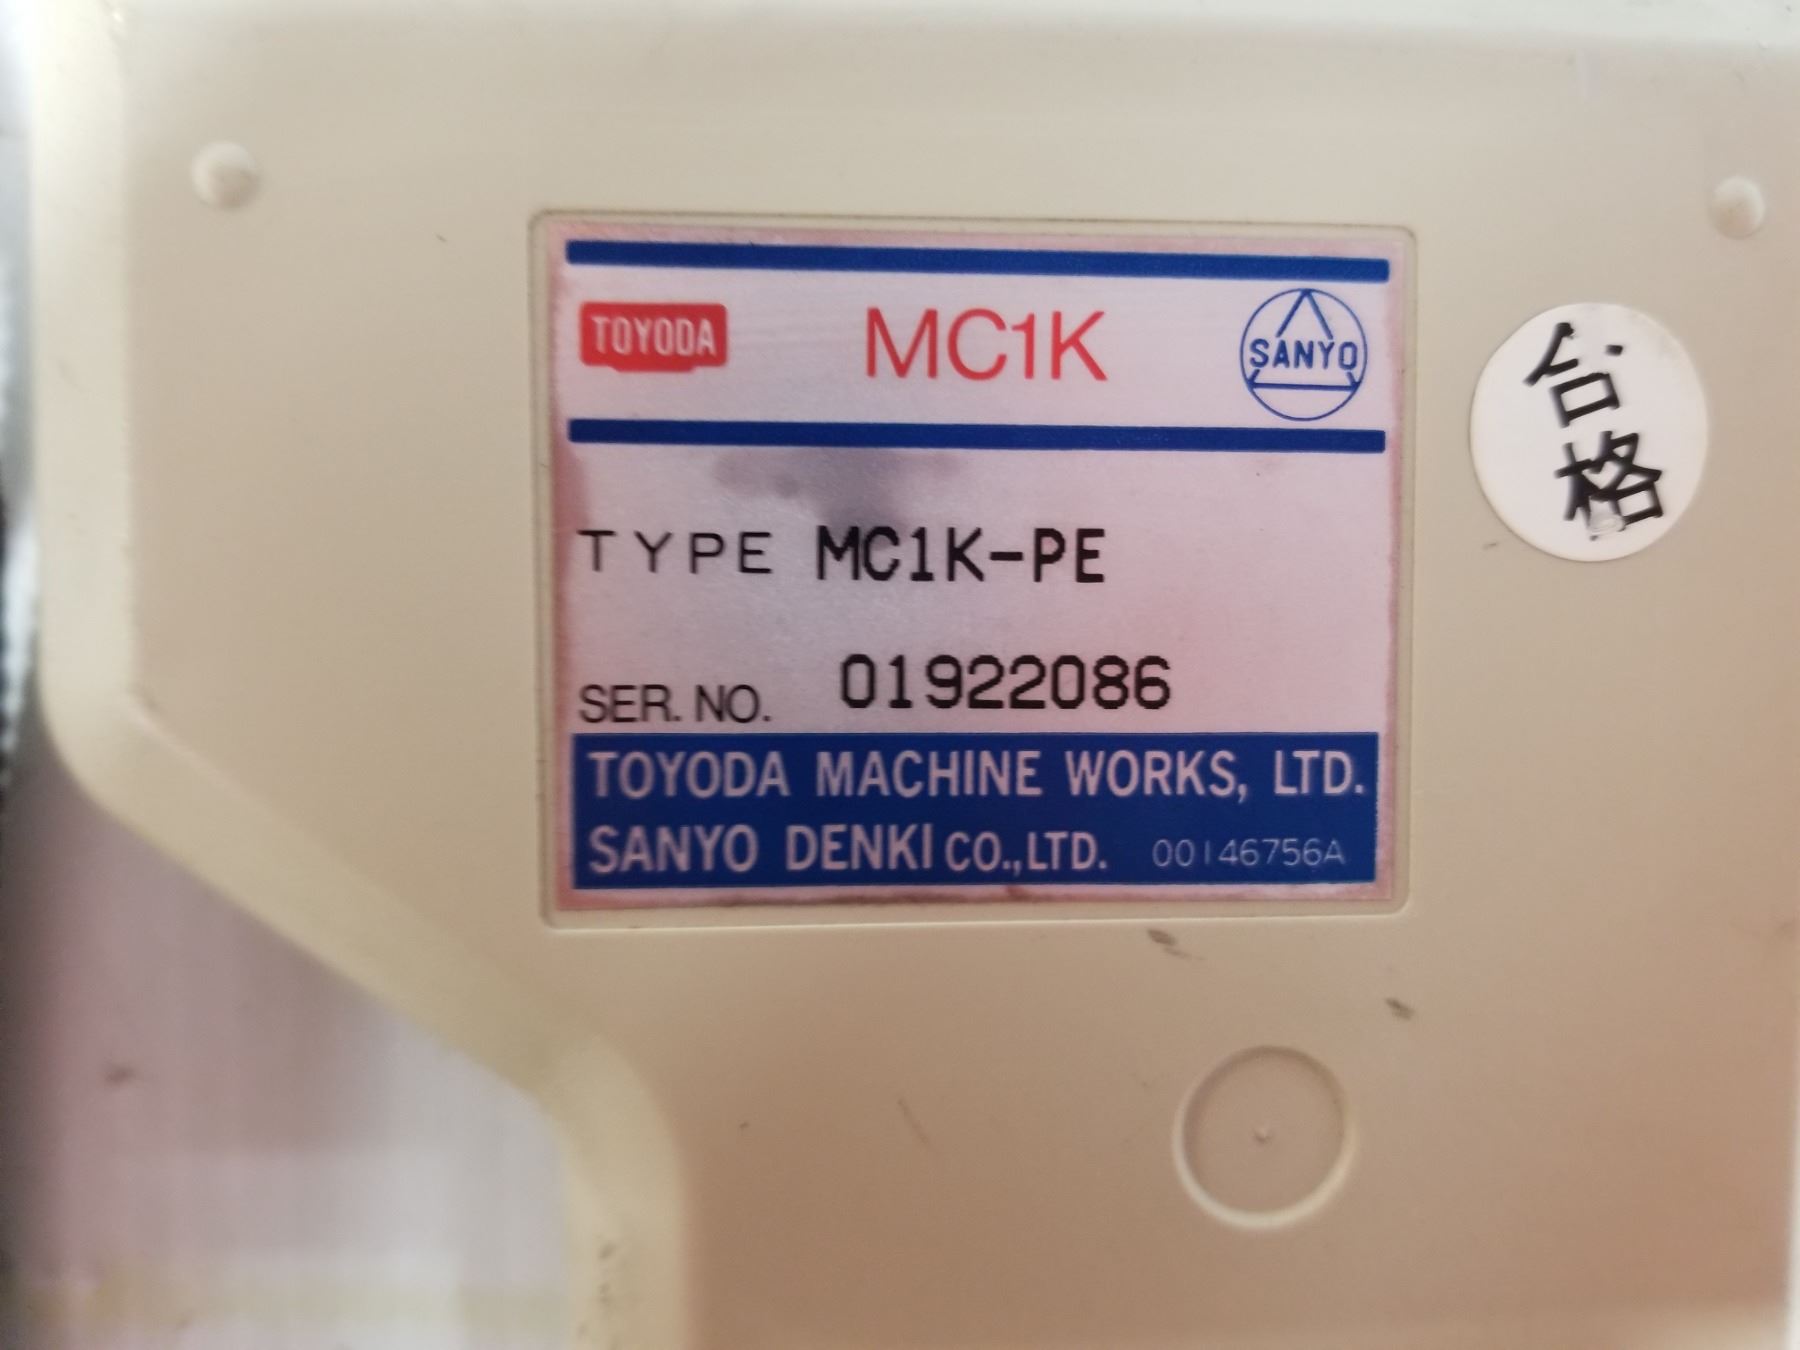 TOYODA MC1K SANYO
TYPE MC1K-PE
SER. NO. 01922086
TOYODA MACHINE WORKS, LTD.
SANYO DENKI CO.,LTD. 00146756A
台
格